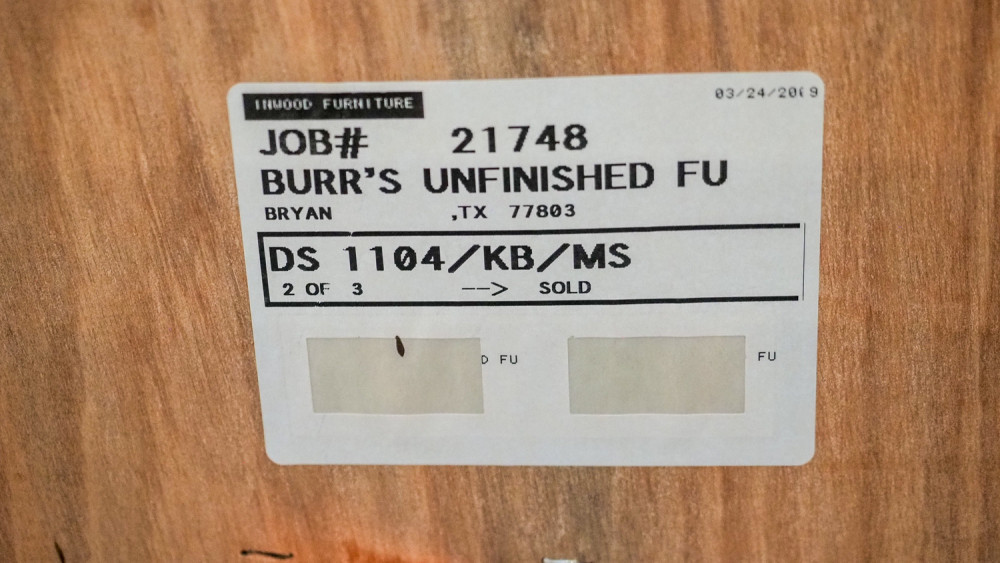 INWOOD FURNITURE
03/24/2009
JOB# 21748
BURR'S UNFINISHED FU
BRYAN ,TX 77803
DS 1104/KB/MS
2 OF 3 --> SOLD
D FU
FU